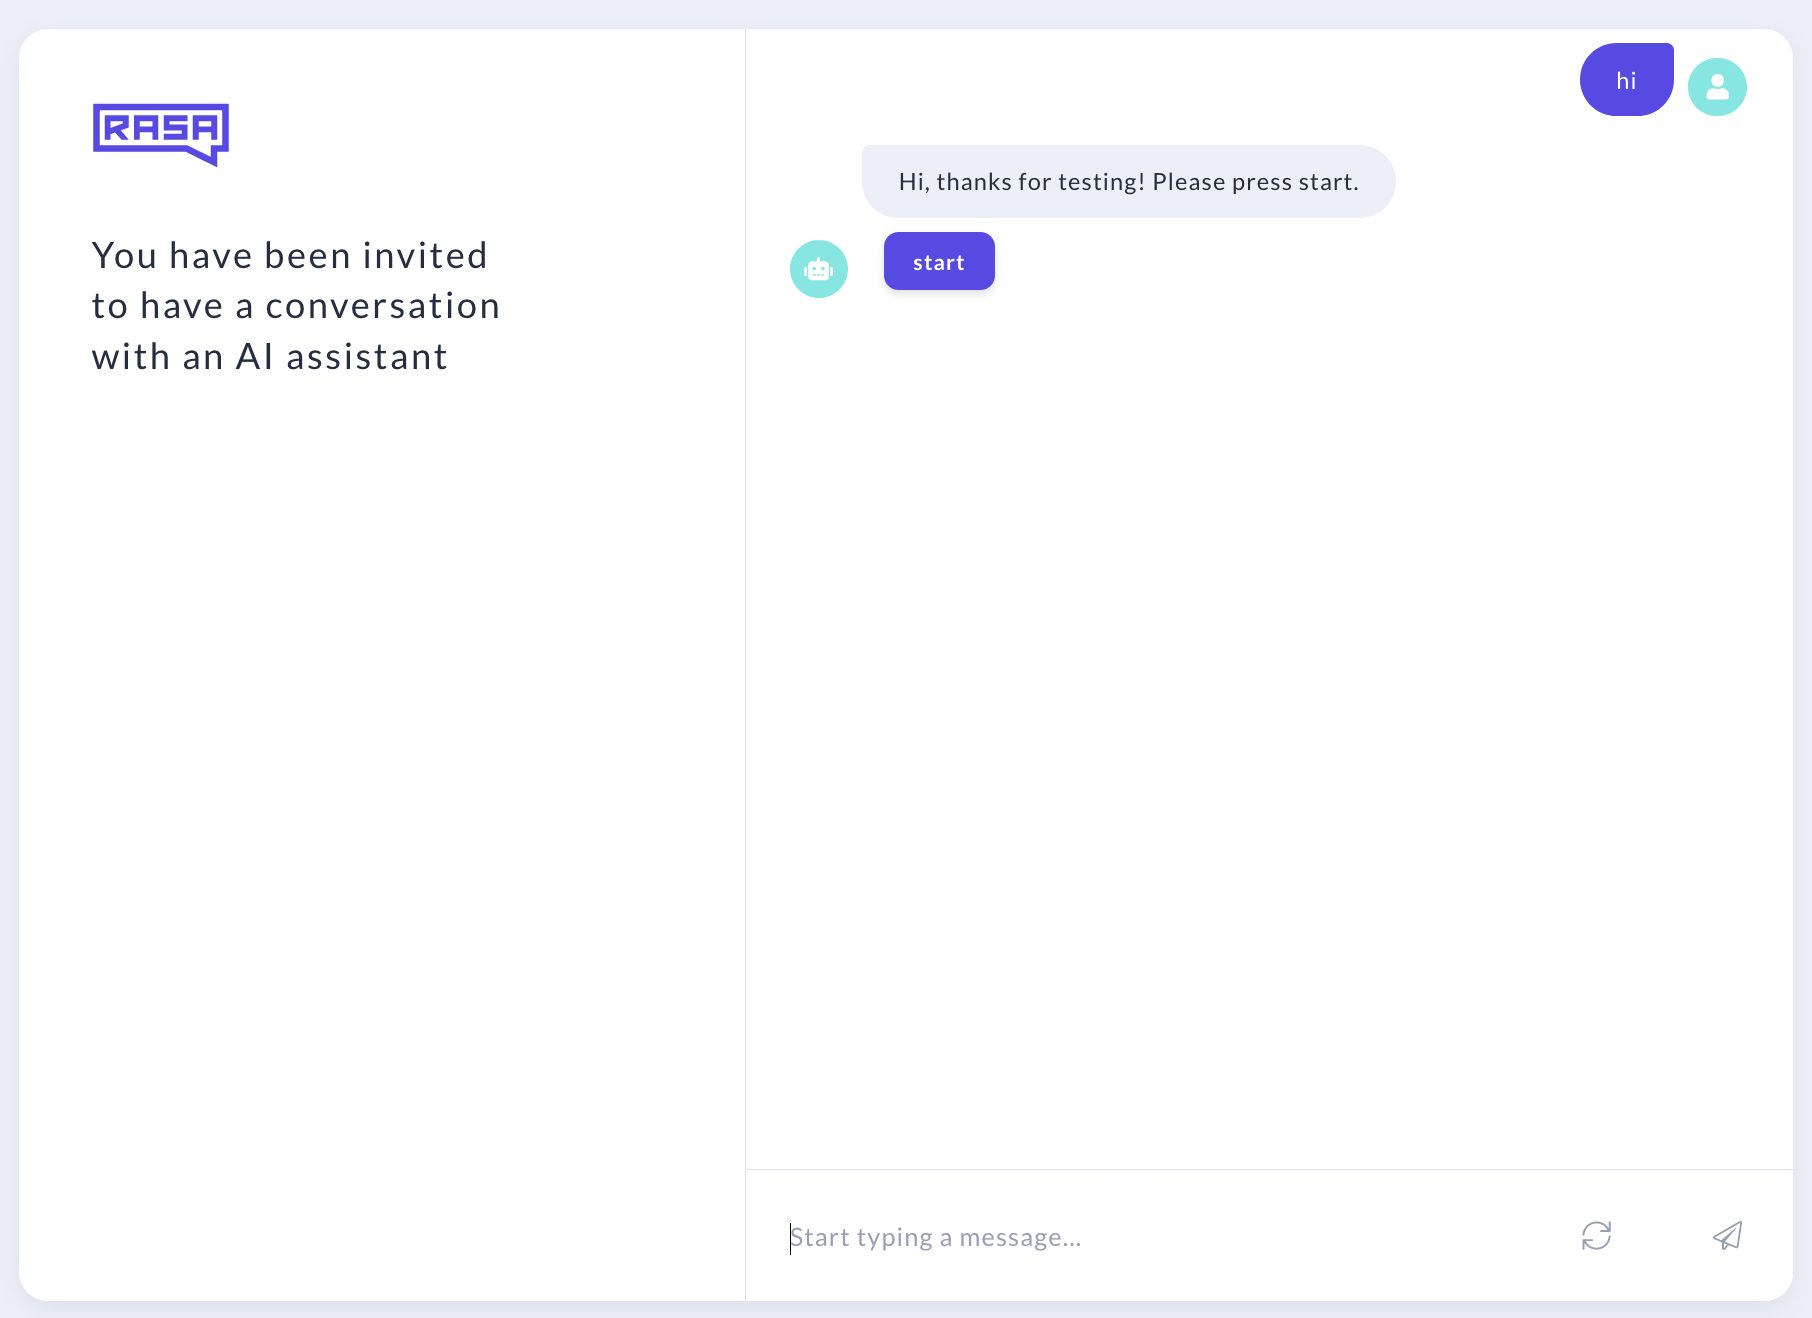 RASA
You have been invited
to have a conversation
with an AI assistant
hi
Hi, thanks for testing! Please press start.
start
Start typing a message...